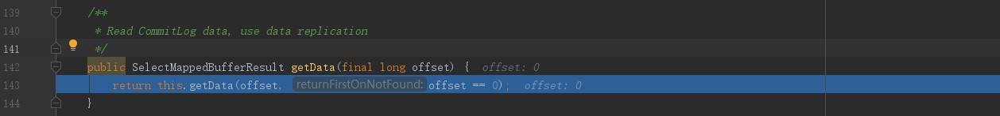 139 /**
140 * Read CommitLog data, use data replication
141 */
142 public SelectMappedBufferResult getData(final long offset) { offset: 0
143 return this.getData(offset, returnFirstOnNotFound: offset == 0); offset: 0
144 }